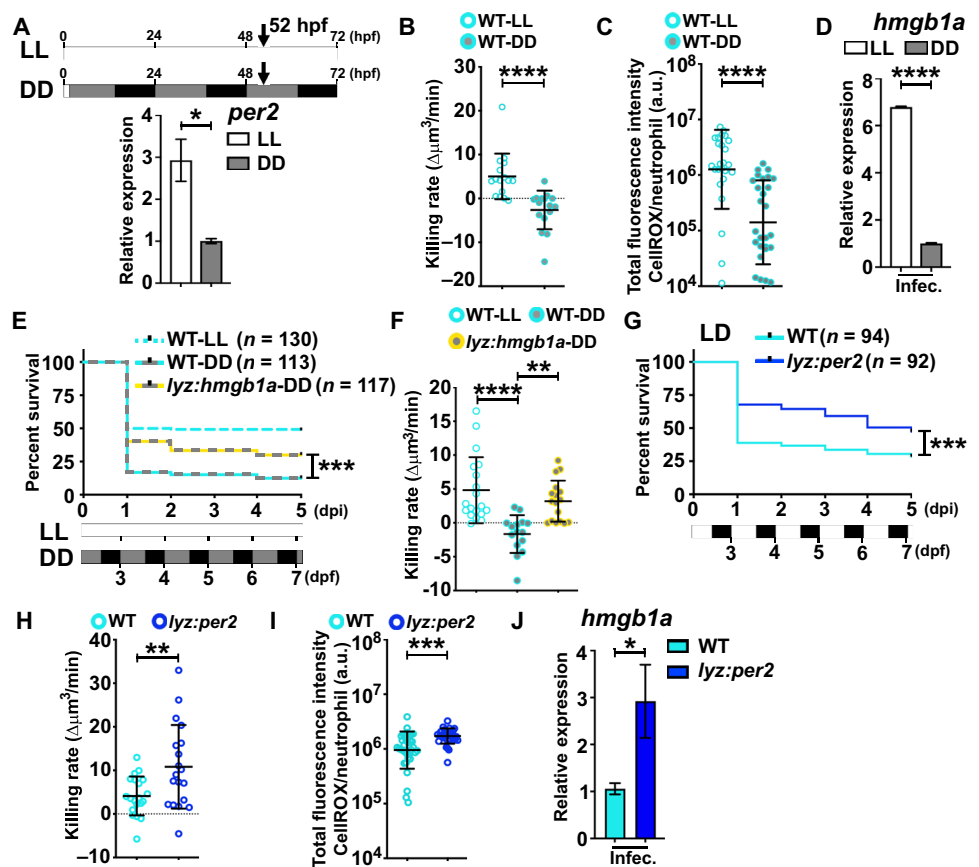 A
52 hpf
0 24 48 72 (hpf)
LL
0 24 48 72 (hpf)
DD
per2
*
LL
DD
Relative expression
4
3
2
1
0
B
WT-LL
WT-DD
****
Killing rate (Δμm³/min)
30
20
10
0
–10
20
C
WT-LL
WT-DD
****
Total fluorescence intensity
CellROX/neutrophil (a.u.)
10⁸
10⁷
10⁶
10⁵
10⁴
D
hmgb1a
LL DD
****
Relative expression
8
6
4
2
0
Infec.
E
WT-LL (n = 130)
WT-DD (n = 113)
lyz:hmgb1a-DD (n = 117)
Percent survival
100
75
50
25
0
***
0 1 2 3 4 5 (dpi)
LL
DD
3 4 5 6 7 (dpf)
F
WT-LL WT-DD
lyz:hmgb1a-DD
**
****
Killing rate (Δμm³/min)
20
15
10
5
0
–5
–10
G
LD
WT (n = 94)
lyz:per2 (n = 92)
Percent survival
100
75
50
25
0
***
0 1 2 3 4 5 (dpi)
3 4 5 6 7 (dpf)
H
WT lyz:per2
**
Killing rate (Δμm³/min)
40
30
20
10
0
–10
I
WT lyz:per2
***
Total fluorescence intensity
CellROX/neutrophil (a.u.)
10⁸
10⁷
10⁶
10⁵
10⁴
J
hmgb1a
WT
lyz:per2
*
Relative expression
4
3
2
1
0
Infec.